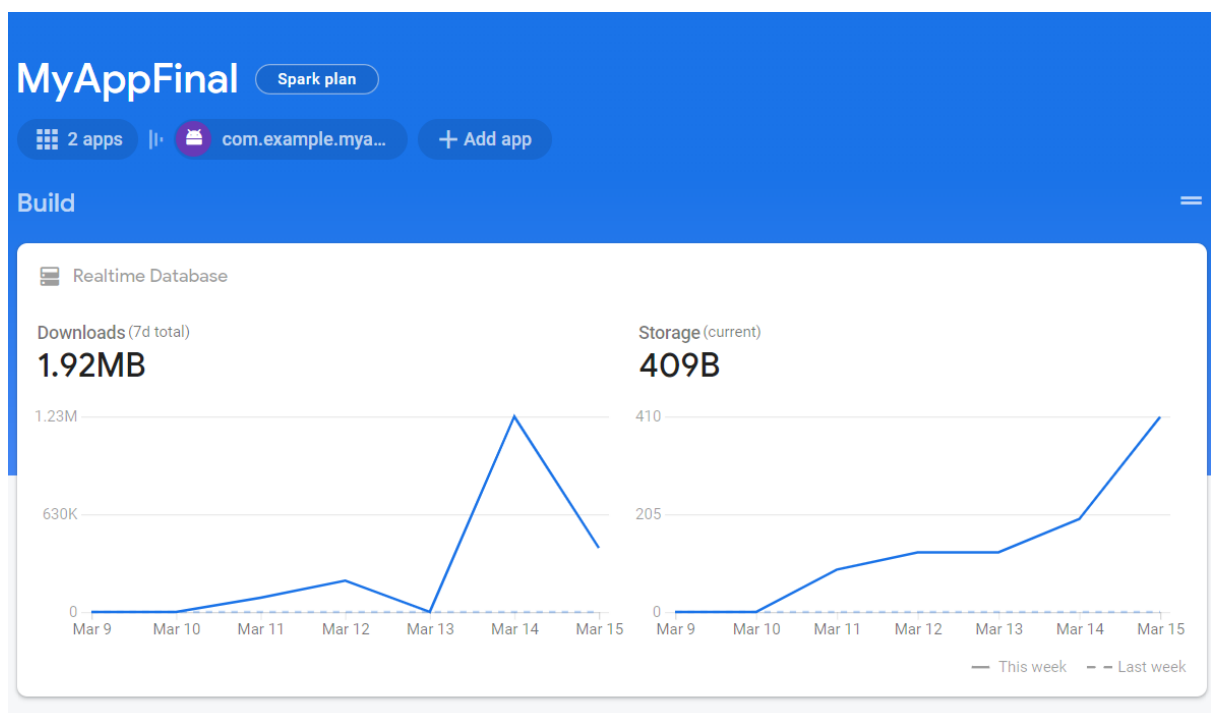 MyAppFinal Spark plan
2 apps com.example.mya... + Add app
Build
Realtime Database
Downloads (7d total)
1.92MB
1.23M
630K
0
Mar 9 Mar 10 Mar 11 Mar 12 Mar 13 Mar 14 Mar 15
Storage (current)
409B
410
205
0
Mar 9 Mar 10 Mar 11 Mar 12 Mar 13 Mar 14 Mar 15
This week Last week